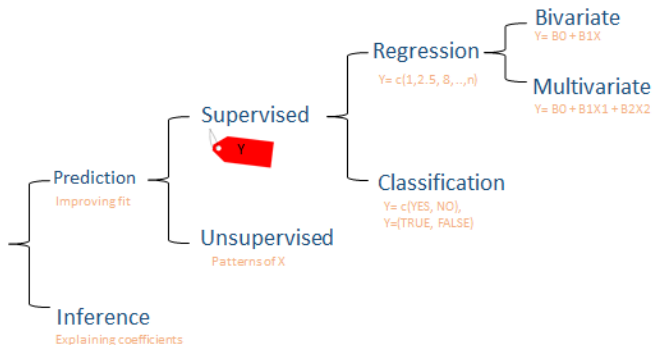 Bivariate
Y= B0 + B1X
Regression
Y= c(1,2.5, 8, ..,n)
Multivariate
Y= B0 + B1X1 + B2X2
Supervised
Y
Prediction
Improving fit
Classification
Y= c(YES, NO),
Y=(TRUE, FALSE)
Unsupervised
Patterns of X
Inference
Explaining coefficients